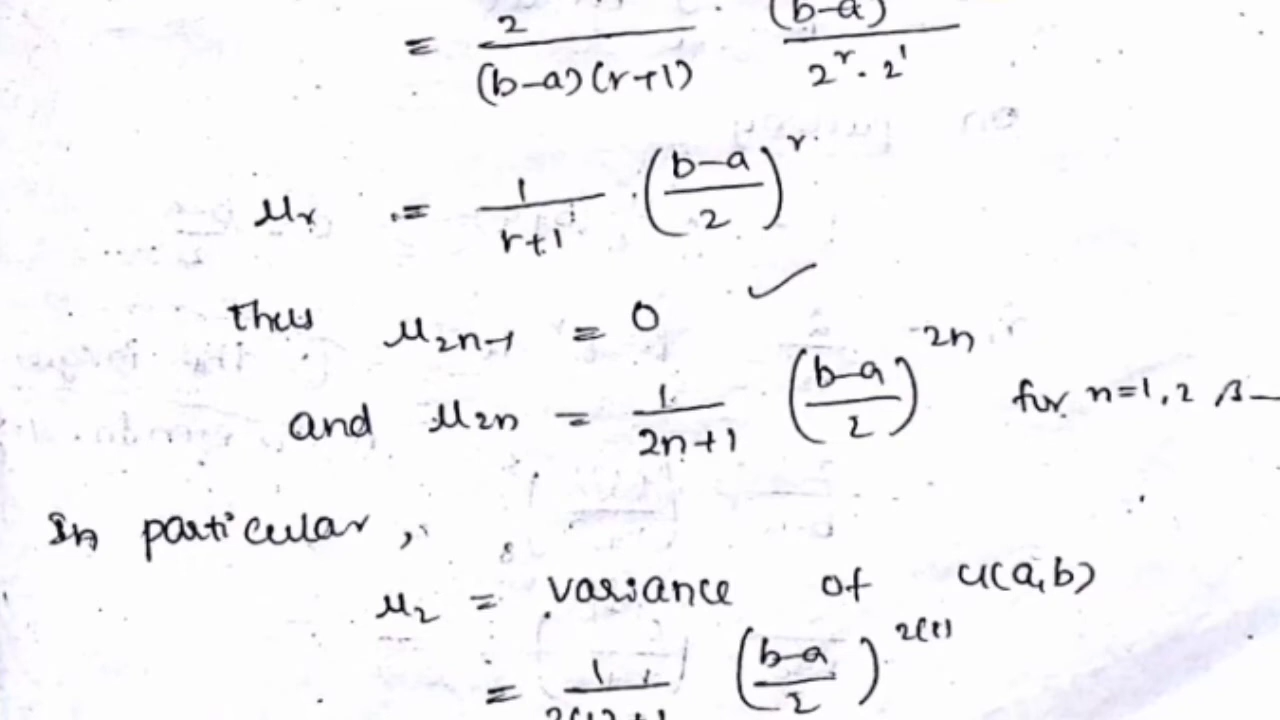 = 2/((b-a)(r+1)) (b-a)/(2^r · 2^1)
μ_r = 1/(r+1) · ((b-a)/2)^r
Thus μ_{2n-1} = 0 ✓
and μ_{2n} = 1/(2n+1) ((b-a)/2)^{2n} for n=1,2,3-
In particular,
μ_2 = variance of U(a,b)
= 1/(2(1)+1) ((b-a)/2)^{2(1)}